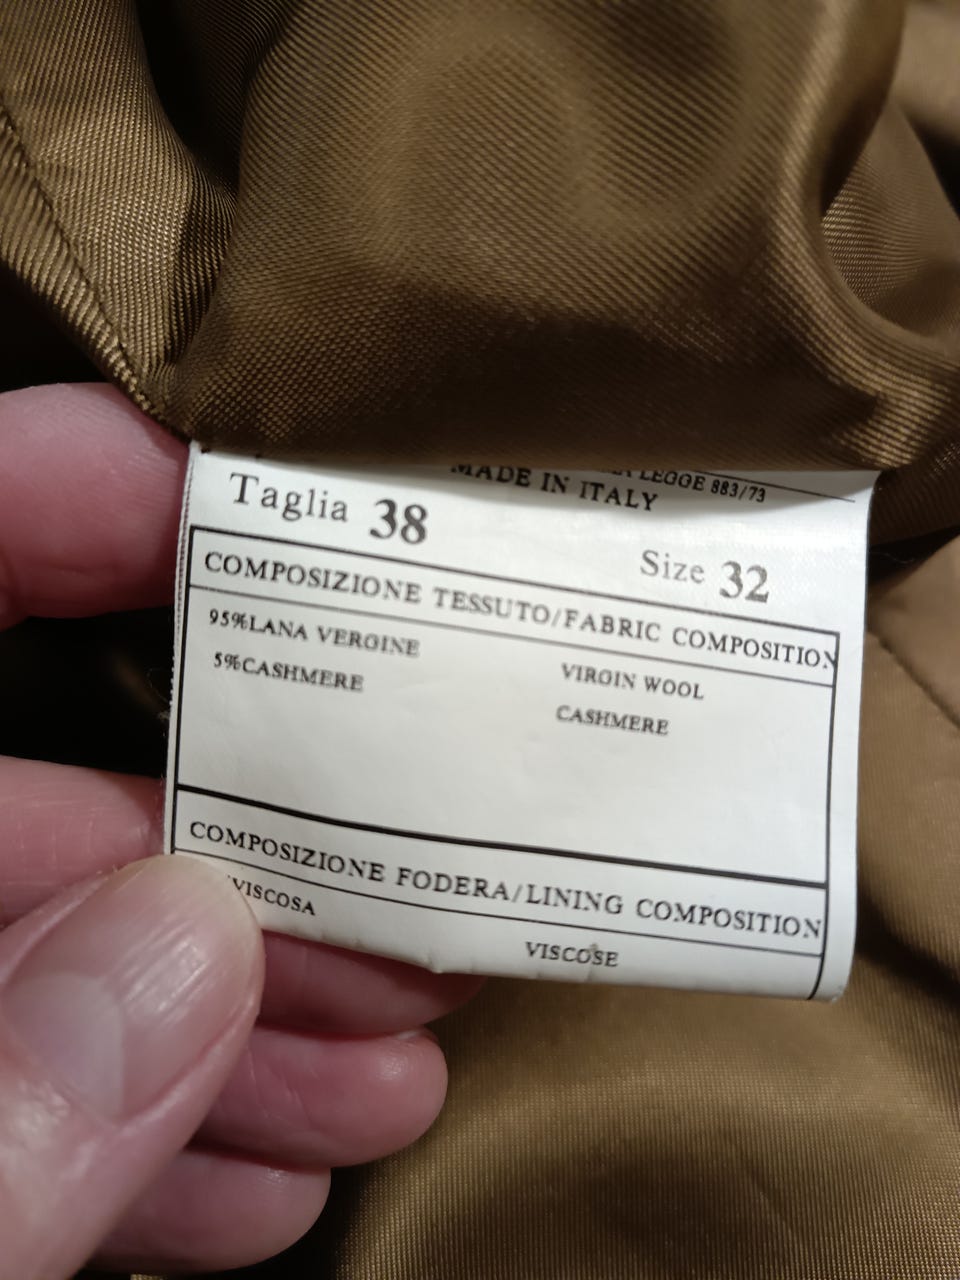 LEGGE 883/73
MADE IN ITALY
Taglia 38
Size 32
COMPOSIZIONE TESSUTO/FABRIC COMPOSITION
95%LANA VERGINE
VIRGIN WOOL
5%CASHMERE
CASHMERE
COMPOSIZIONE FODERA/LINING COMPOSITION
VISCOSA
VISCOSE